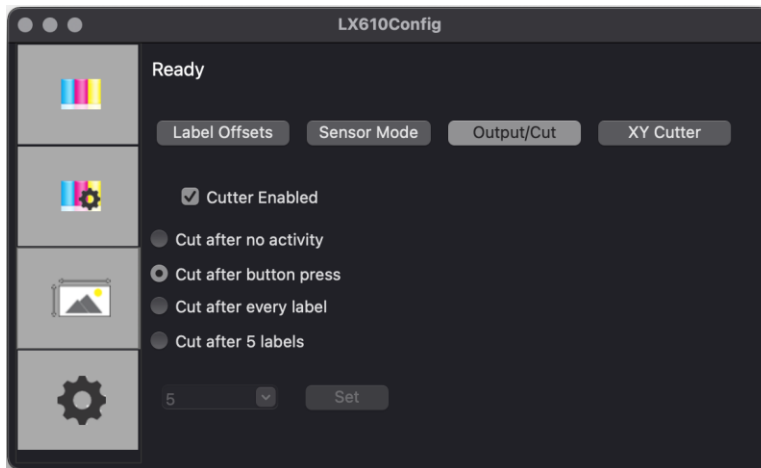 LX610Config
Ready
Label Offsets Sensor Mode Output/Cut XY Cutter
Cutter Enabled
Cut after no activity
Cut after button press
Cut after every label
Cut after 5 labels
5 Set